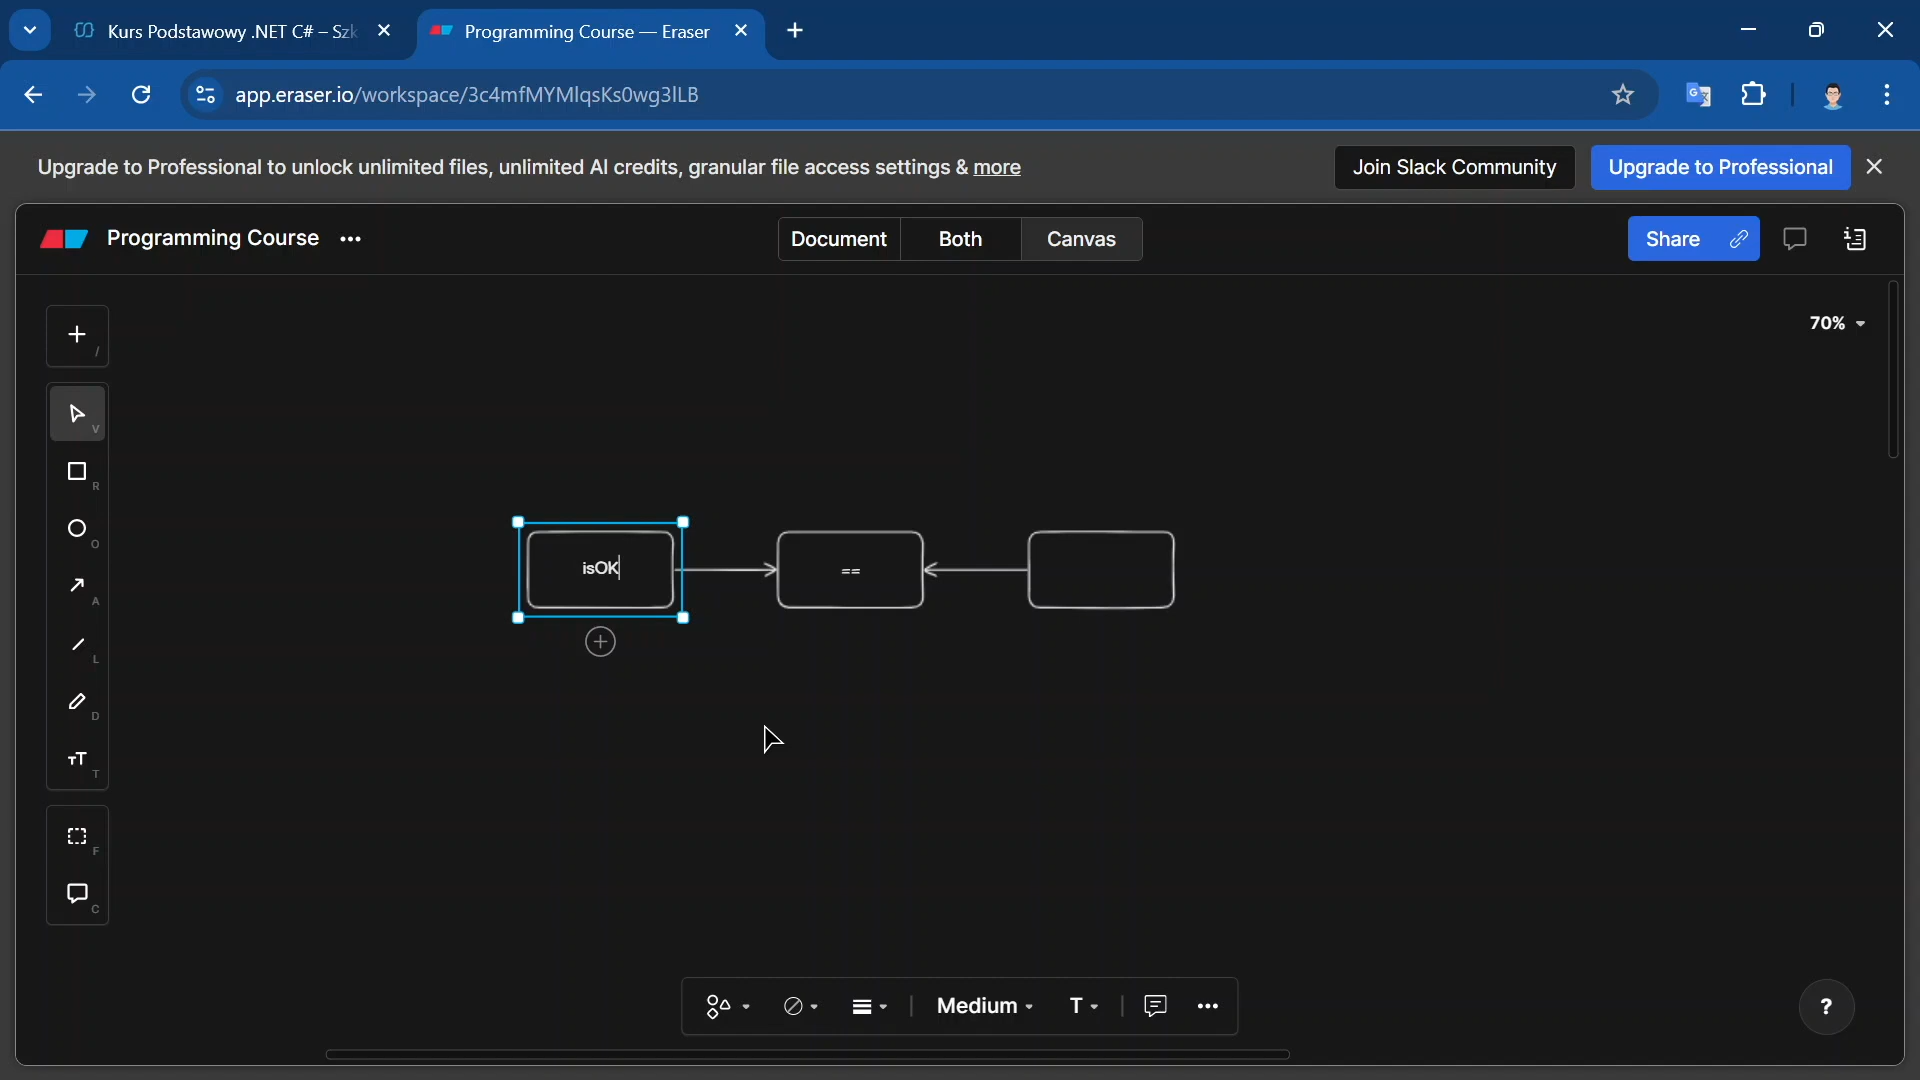 Kurs Podstawowy .NET C# – Szk
Programming Course — Eraser
app.eraser.io/workspace/3c4mfMYMlqsKs0wg3lLB
Upgrade to Professional to unlock unlimited files, unlimited AI credits, granular file access settings & more
Join Slack Community
Upgrade to Professional
Programming Course
Document
Both
Canvas
Share
70%
/
V
R
O
A
L
D
T
F
C
isOK
==
Medium
T
?